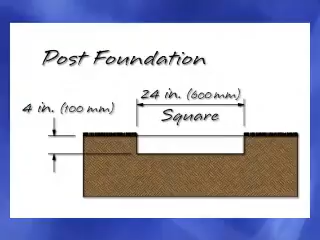 Post Foundation
24 in. (600 mm)
4 in. (100 mm)
Square